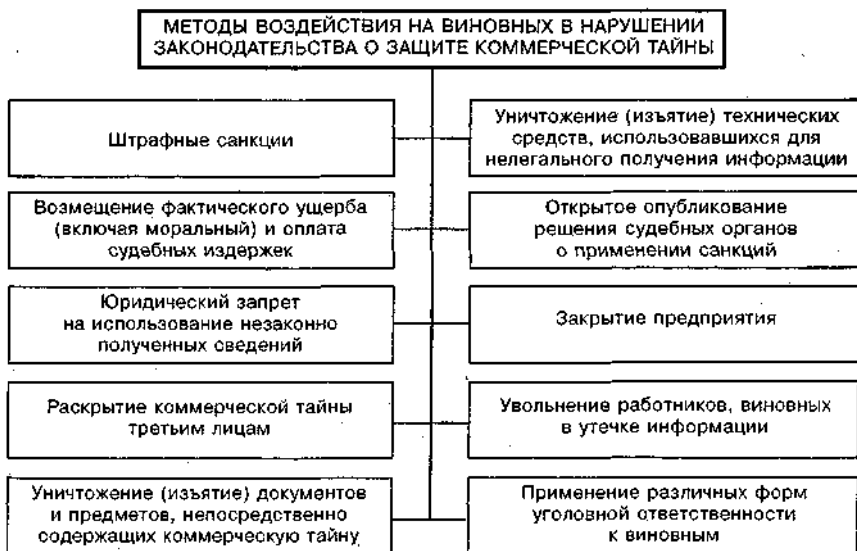 МЕТОДЫ ВОЗДЕЙСТВИЯ НА ВИНОВНЫХ В НАРУШЕНИИ
ЗАКОНОДАТЕЛЬСТВА О ЗАЩИТЕ КОММЕРЧЕСКОЙ ТАЙНЫ
Штрафные санкции
Уничтожение (изъятие) технических
средств, использовавшихся для
нелегального получения информации
Возмещение фактического ущерба
(включая моральный) и оплата
судебных издержек
Открытое опубликование
решения судебных органов
о применении санкций
Юридический запрет
на использование незаконно
полученных сведений
Закрытие предприятия
Раскрытие коммерческой тайны
третьим лицам
Увольнение работников, виновных
в утечке информации
Уничтожение (изъятие) документов
и предметов, непосредственно
содержащих коммерческую тайну
Применение различных форм
уголовной ответственности
к виновным